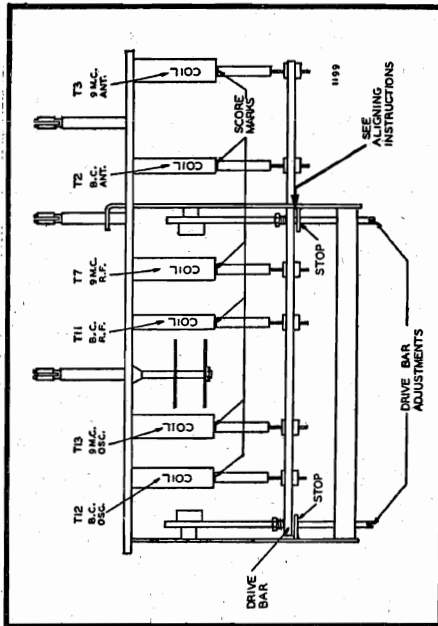 T3
9 M.C.
ANT.
COIL
T2
B.C.
ANT.
COIL
SCORE
MARKS
1199
SEE
ALIGNING
INSTRUCTIONS
T7
9 M.C.
R.F.
COIL
STOP
T11
B.C.
R.F.
COIL
T13
9 M.C.
OSC.
COIL
T12
B.C.
OSC.
COIL
STOP
DRIVE
BAR
DRIVE BAR
ADJUSTMENTS